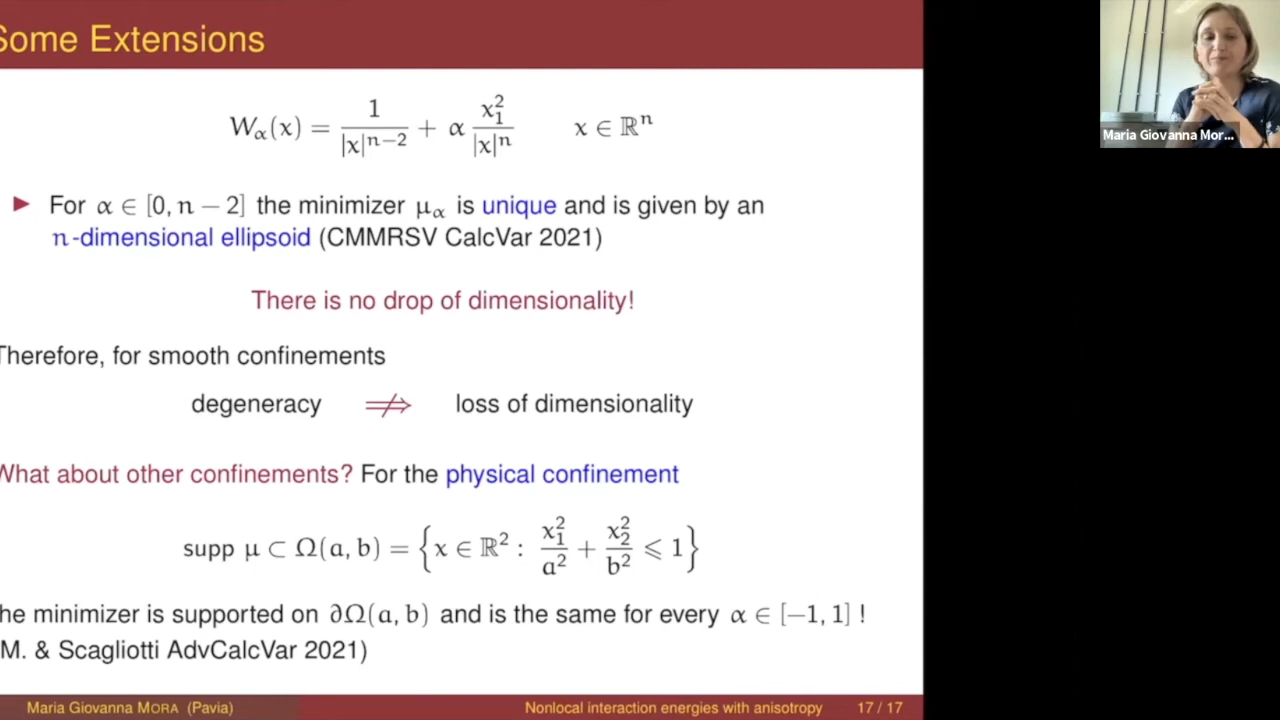 Some Extensions
W_α(x) = 1/|x|^{n−2} + α x_1^2/|x|^n x ∈ ℝ^n
▶ For α ∈ [0, n − 2] the minimizer μ_α is unique and is given by an
n-dimensional ellipsoid (CMMRSV CalcVar 2021)
There is no drop of dimensionality!
Therefore, for smooth confinements
degeneracy ⇏ loss of dimensionality
What about other confinements? For the physical confinement
supp μ ⊂ Ω(a, b) = {x ∈ ℝ^2 : x_1^2/a^2 + x_2^2/b^2 ⩽ 1}
he minimizer is supported on ∂Ω(a, b) and is the same for every α ∈ [−1, 1] !
M. & Scagliotti AdvCalcVar 2021)
Maria Giovanna MORA (Pavia) Nonlocal interaction energies with anisotropy 17 / 17
Maria Giovanna Mor...